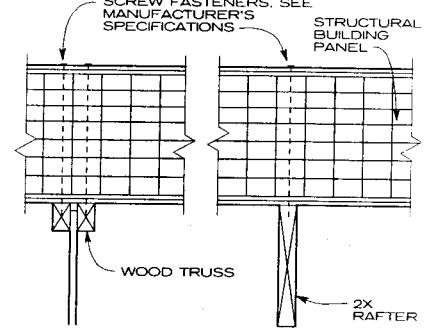 SCREW FASTENERS, SEE
MANUFACTURER'S
SPECIFICATIONS
STRUCTURAL
BUILDING
PANEL
WOOD TRUSS
2X
RAFTER